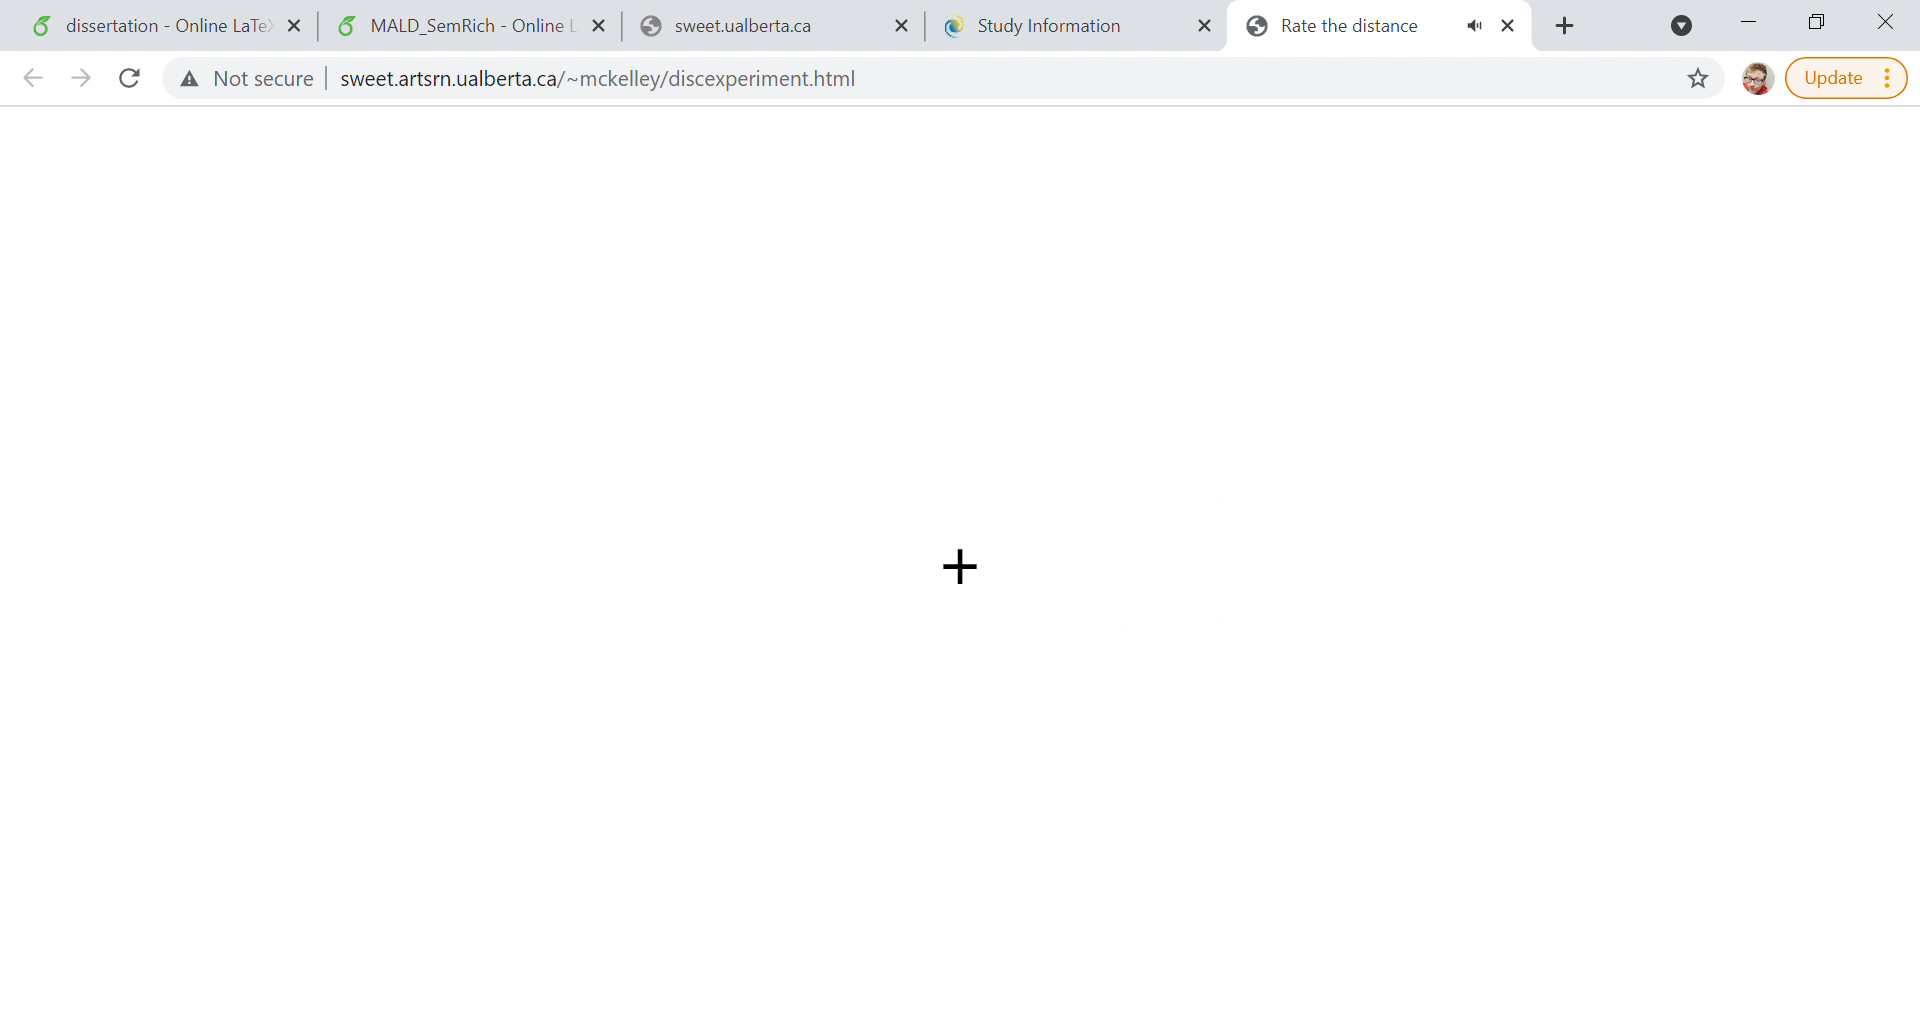 dissertation - Online LaTeX
MALD_SemRich - Online L
sweet.ualberta.ca
Study Information
Rate the distance
Not secure
sweet.artsrn.ualberta.ca/~mckelley/discexperiment.html
Update
+